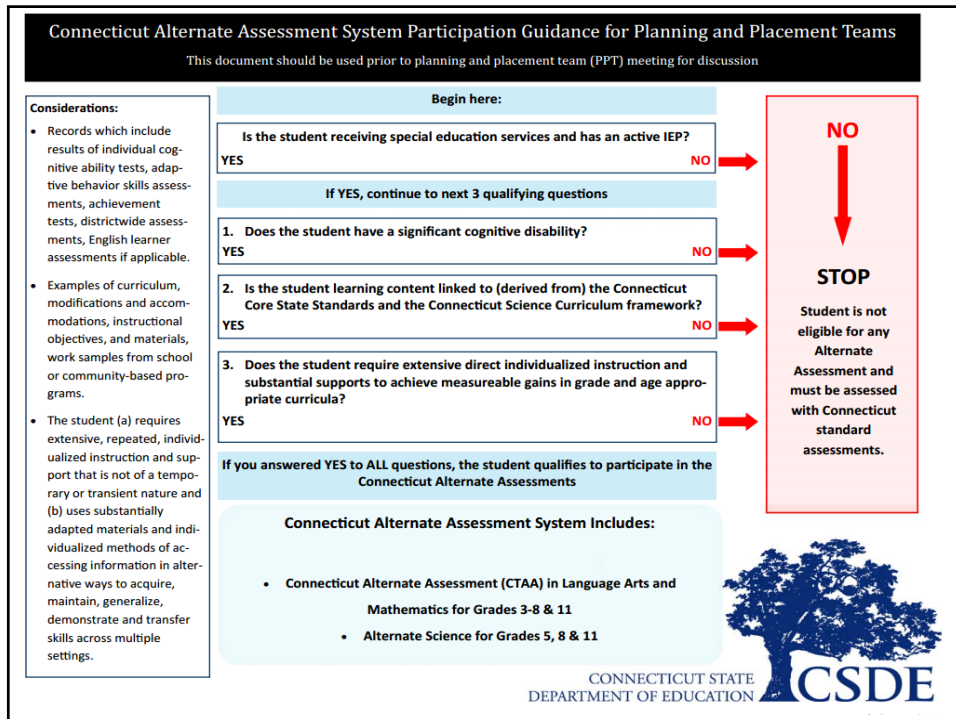 Connecticut Alternate Assessment System Participation Guidance for Planning and Placement Teams
This document should be used prior to planning and placement team (PPT) meeting for discussion
Considerations:
• Records which include
results of individual cog-
nitive ability tests, adap-
tive behavior skills assess-
ments, achievement
tests, districtwide assess-
ments, English learner
assessments if applicable.
• Examples of curriculum,
modifications and accom-
modations, instructional
objectives, and materials,
work samples from school
or community-based pro-
grams.
• The student (a) requires
extensive, repeated, individ-
ualized instruction and sup-
port that is not of a tempo-
rary or transient nature and
(b) uses substantially
adapted materials and indi-
vidualized methods of ac-
cessing information in alter-
native ways to acquire,
maintain, generalize,
demonstrate and transfer
skills across multiple
settings.
Begin here:
Is the student receiving special education services and has an active IEP?
YES NO
If YES, continue to next 3 qualifying questions
1. Does the student have a significant cognitive disability?
YES NO
2. Is the student learning content linked to (derived from) the Connecticut
Core State Standards and the Connecticut Science Curriculum framework?
YES NO
3. Does the student require extensive direct individualized instruction and
substantial supports to achieve measureable gains in grade and age appro-
priate curricula?
YES NO
If you answered YES to ALL questions, the student qualifies to participate in the
Connecticut Alternate Assessments
Connecticut Alternate Assessment System Includes:
• Connecticut Alternate Assessment (CTAA) in Language Arts and
Mathematics for Grades 3-8 & 11
• Alternate Science for Grades 5, 8 & 11
NO
STOP
Student is not
eligible for any
Alternate
Assessment and
must be assessed
with Connecticut
standard
assessments.
CONNECTICUT STATE
DEPARTMENT OF EDUCATION
CSDE